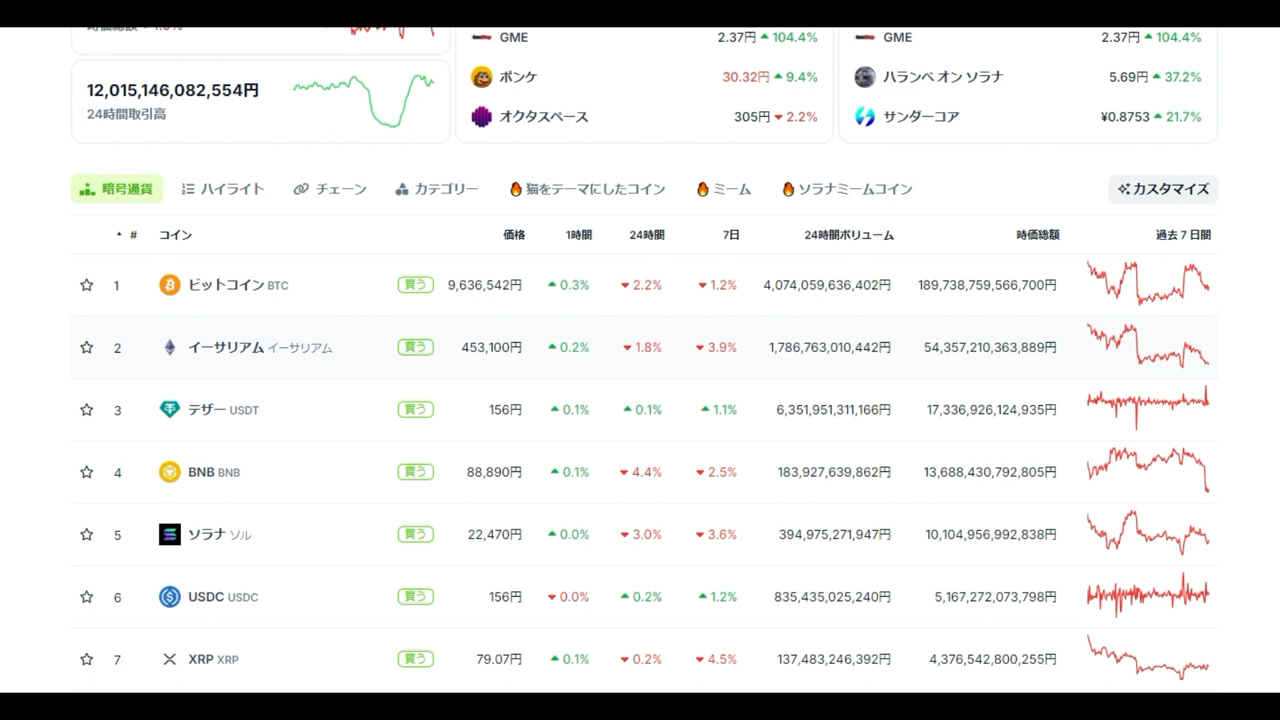 GME 2.37円 104.4%
ポンケ 30.32円 9.4%
オクタスペース 305円 2.2%
GME 2.37円 104.4%
ハランベ オン ソラナ 5.69円 37.2%
サンダーコア ¥0.8753 21.7%
12,015,146,082,554円
24時間取引高
暗号通貨 ハイライト チェーン カテゴリー 猫をテーマにしたコイン ミーム ソラナミームコイン カスタマイズ
# コイン 価格 1時間 24時間 7日 24時間ボリューム 時価総額 過去 7 日間
1 ビットコイン BTC 買う 9,636,542円 0.3% 2.2% 1.2% 4,074,059,636,402円 189,738,759,566,700円
2 イーサリアム イーサリアム 買う 453,100円 0.2% 1.8% 3.9% 1,786,763,010,442円 54,357,210,363,889円
3 テザー USDT 買う 156円 0.1% 0.1% 1.1% 6,351,951,311,166円 17,336,926,124,935円
4 BNB BNB 買う 88,890円 0.1% 4.4% 2.5% 183,927,639,862円 13,688,430,792,805円
5 ソラナ ソル 買う 22,470円 0.0% 3.0% 3.6% 394,975,271,947円 10,104,956,992,838円
6 USDC USDC 買う 156円 0.0% 0.2% 1.2% 835,435,025,240円 5,167,272,073,798円
7 XRP XRP 買う 79.07円 0.1% 0.2% 4.5% 137,483,246,392円 4,376,542,800,255円